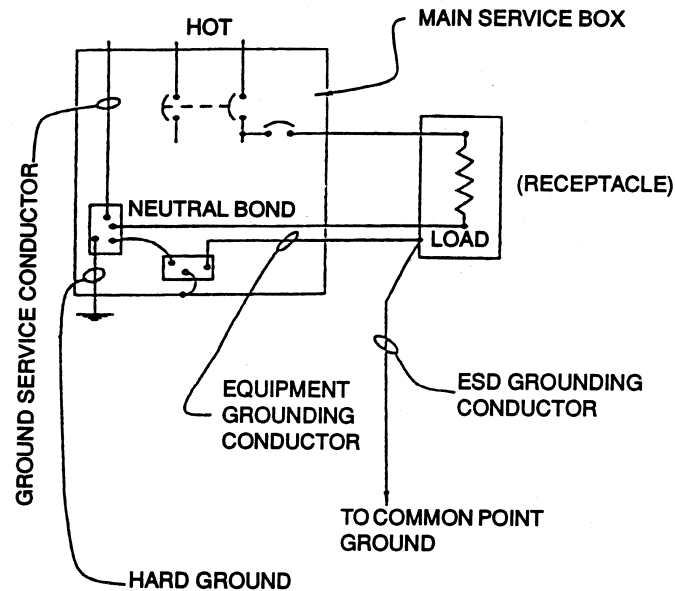 HOT
MAIN SERVICE BOX
(RECEPTACLE)
NEUTRAL BOND
LOAD
GROUND SERVICE CONDUCTOR
EQUIPMENT
GROUNDING
CONDUCTOR
ESD GROUNDING
CONDUCTOR
TO COMMON POINT
GROUND
HARD GROUND